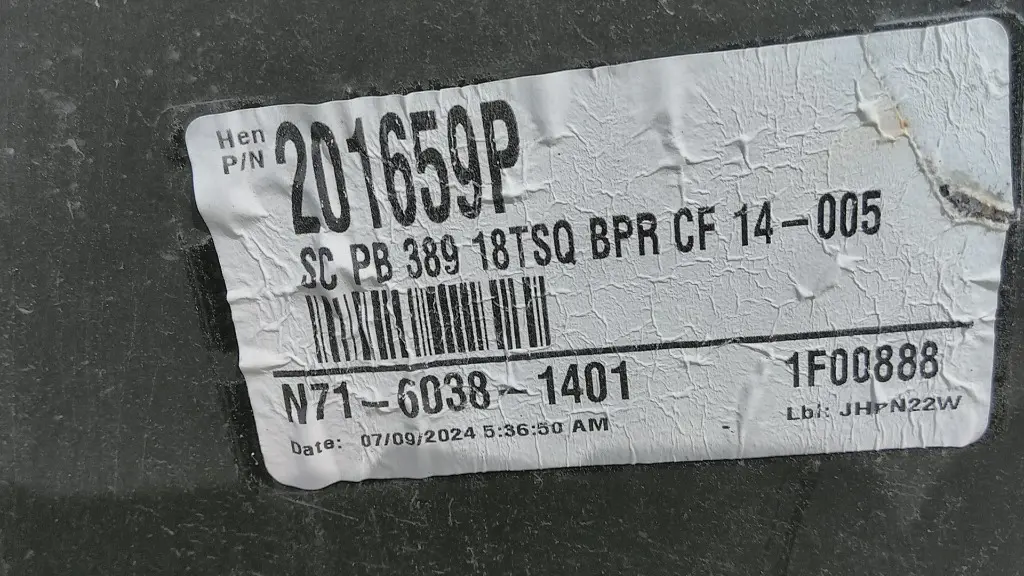 Hen
P/N 201659P
SC PB 389 18TSQ BPR CF 14-005
N71-6038-1401 1F00888
Date: 07/09/2024 5:36:50 AM Lbl: JHPN22W